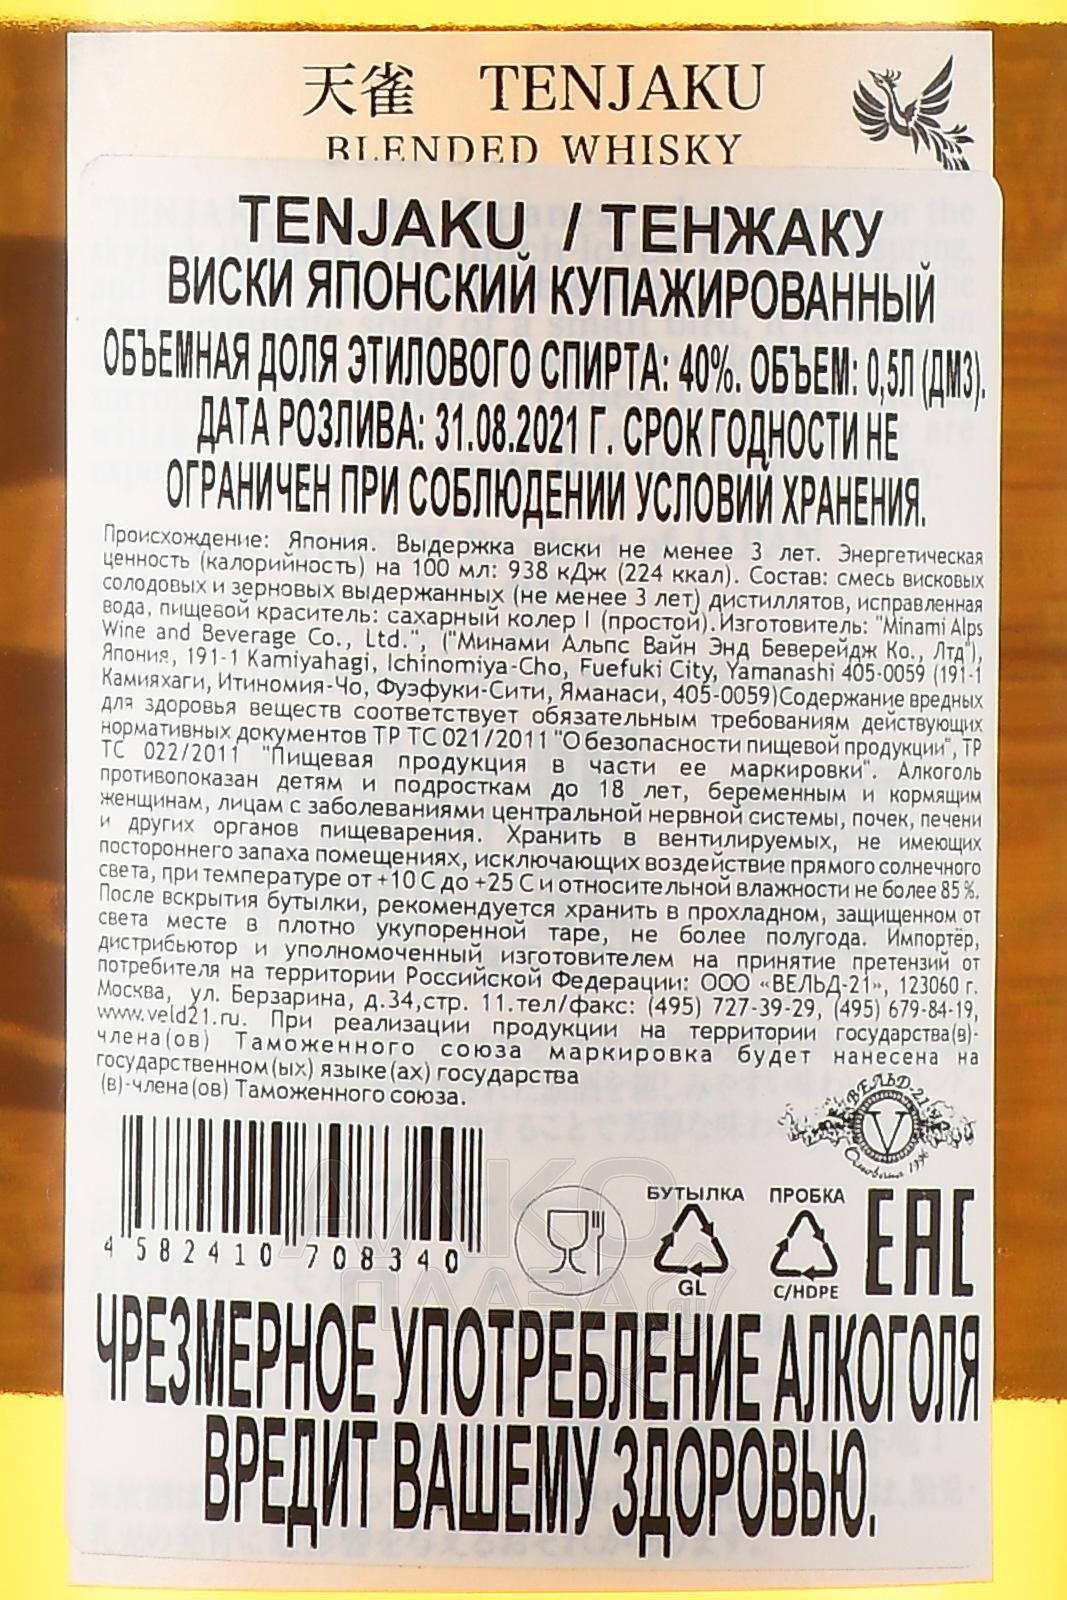 天雀 TENJAKU
BLENDED WHISKY
TENJAKU / ТЕНЖАКУ
ВИСКИ ЯПОНСКИЙ КУПАЖИРОВАННЫЙ
ОБЪЕМНАЯ ДОЛЯ ЭТИЛОВОГО СПИРТА: 40%. ОБЪЕМ: 0,5Л (ДМ3).
ДАТА РОЗЛИВА: 31.08.2021 Г. СРОК ГОДНОСТИ НЕ
ОГРАНИЧЕН ПРИ СОБЛЮДЕНИИ УСЛОВИЙ ХРАНЕНИЯ.
Происхождение: Япония. Выдержка виски не менее 3 лет. Энергетическая
ценность (калорийность) на 100 мл: 938 кДж (224 ккал). Состав: смесь висковых
солодовых и зерновых выдержанных (не менее 3 лет) дистиллятов, исправленная
вода, пищевой краситель: сахарный колер I (простой).Изготовитель: "Minami Alps
Wine and Beverage Co., Ltd.", ("Минами Альпс Вайн Энд Беверейдж Ко., Лтд"),
Япония, 191-1 Kamiyahagi, Ichinomiya-Cho, Fuefuki City, Yamanashi 405-0059 (191-1
Камияхаги, Итиномия-Чо, Фуэфуки-Сити, Яманаси, 405-0059)Содержание вредных
для здоровья веществ соответствует обязательным требованиям действующих
нормативных документов ТР ТС 021/2011 "О безопасности пищевой продукции", ТР
ТС 022/2011 "Пищевая продукция в части ее маркировки". Алкоголь
противопоказан детям и подросткам до 18 лет, беременным и кормящим
женщинам, лицам с заболеваниями центральной нервной системы, почек, печени
и других органов пищеварения. Хранить в вентилируемых, не имеющих
постороннего запаха помещениях, исключающих воздействие прямого солнечного
света, при температуре от +10 С до +25 С и относительной влажности не более 85 %.
После вскрытия бутылки, рекомендуется хранить в прохладном, защищенном от
света месте в плотно укупоренной таре, не более полугода. Импортёр,
дистрибьютор и уполномоченный изготовителем на принятие претензий от
потребителя на территории Российской Федерации: ООО «ВЕЛЬД-21», 123060 г.
Москва, ул. Берзарина, д.34,стр. 11.тел/факс: (495) 727-39-29, (495) 679-84-19,
www.veld21.ru. При реализации продукции на территории государства(в)-
члена(ов) Таможенного союза маркировка будет нанесена на
государственном(ых) языке(ах) государства
(в)-члена(ов) Таможенного союза.
ВЕЛЬД-21
V
Основана 1996
4 582410 708340
БУТЫЛКА
GL
ПРОБКА
C/HDPE
EAC
АЛКО
ПЛАЗА
ЧРЕЗМЕРНОЕ УПОТРЕБЛЕНИЕ АЛКОГОЛЯ
ВРЕДИТ ВАШЕМУ ЗДОРОВЬЮ.